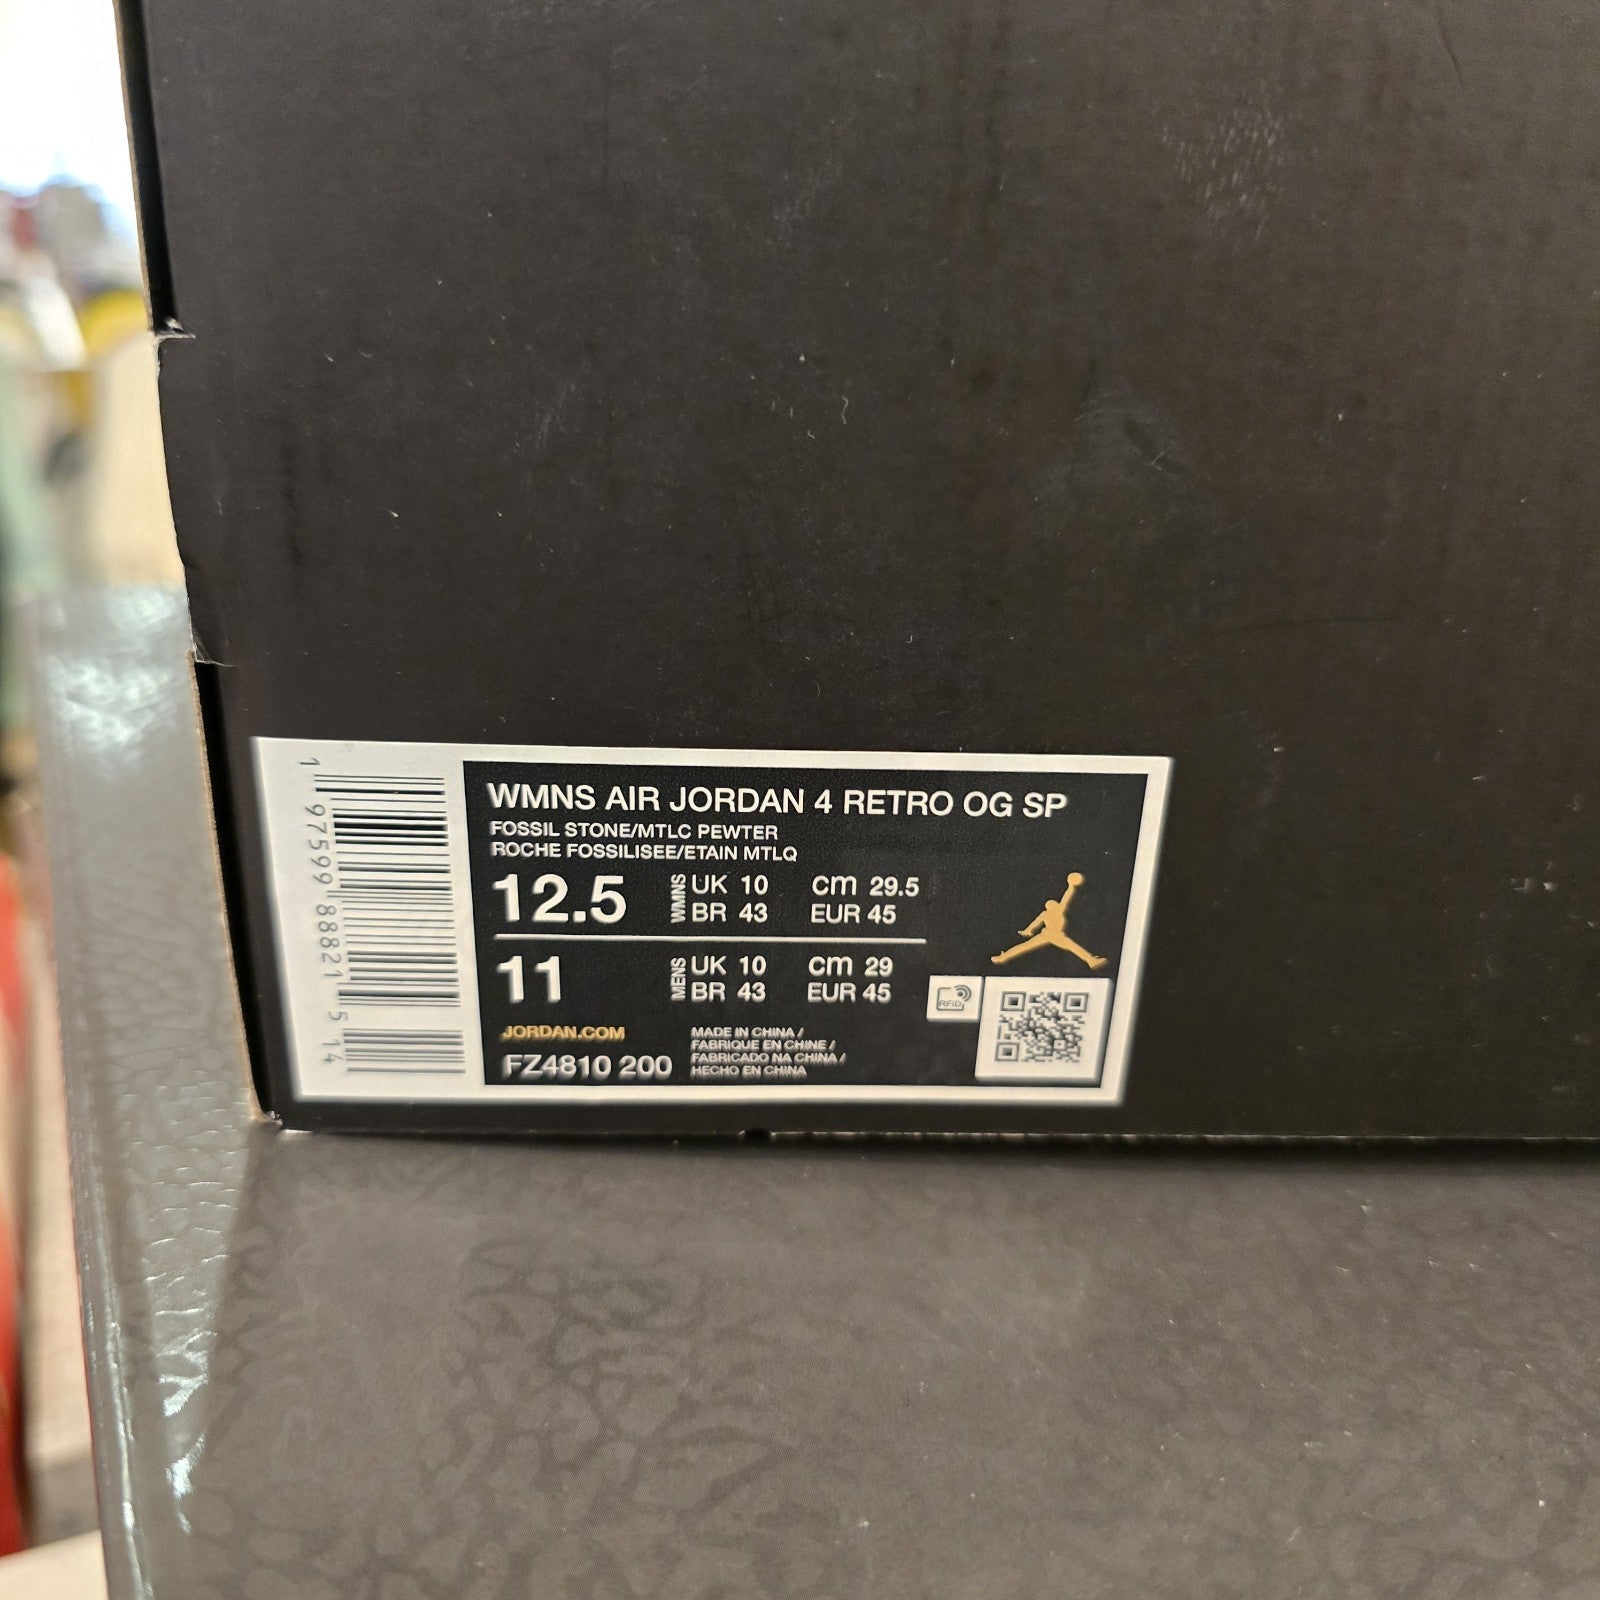 WMNS AIR JORDAN 4 RETRO OG SP
FOSSIL STONE/MTLC PEWTER
ROCHE FOSSILISEE/ETAIN MTLQ
12.5 WMNS UK 10 CM 29.5
BR 43 EUR 45
11 MENS UK 10 CM 29
BR 43 EUR 45
JORDAN.COM
FZ4810 200
MADE IN CHINA /
FABRIQUE EN CHINE /
FABRICADO NA CHINA /
HECHO EN CHINA
RFID
1 97599 88821 5 14